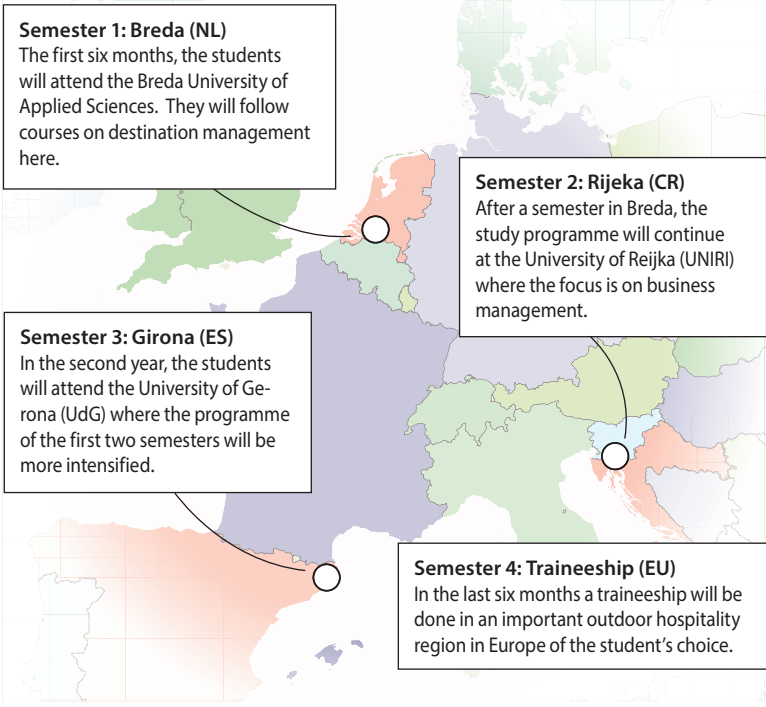 Semester 1: Breda (NL)
The first six months, the students
will attend the Breda University of
Applied Sciences.  They will follow
courses on destination management
here.
Semester 2: Rijeka (CR)
After a semester in Breda, the
study programme will continue
at the University of Reijka (UNIRI)
where the focus is on business
management.
Semester 3: Girona (ES)
In the second year, the students
will attend the University of Ge-
rona (UdG) where the programme
of the first two semesters will be
more intensified.
Semester 4: Traineeship (EU)
In the last six months a traineeship will be
done in an important outdoor hospitality
region in Europe of the student's choice.